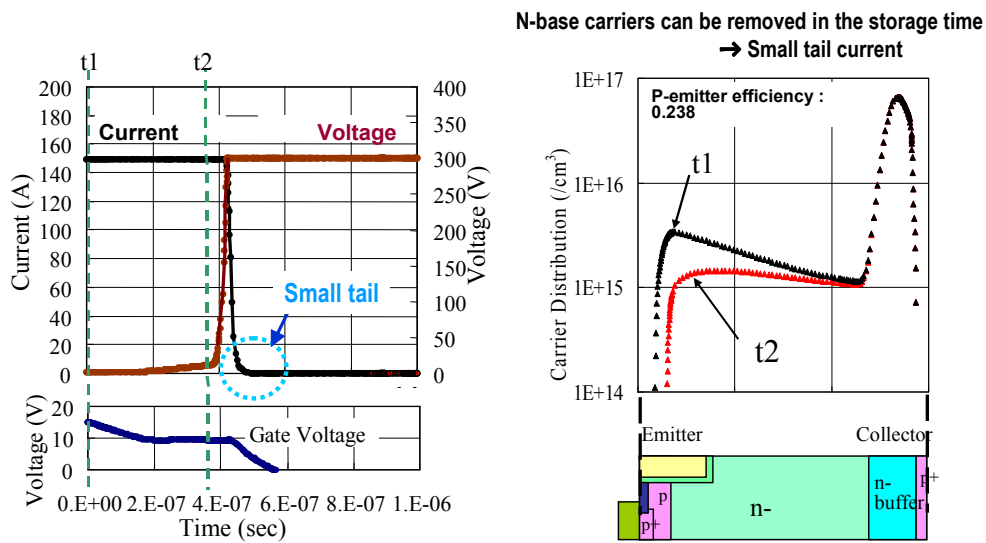 N-base carriers can be removed in the storage time
→ Small tail current
t1
t2
200
180
160
140
120
100
80
60
40
20
0
Current (A)
Current
Voltage
400
350
300
250
200
150
100
50
0
Voltage (V)
Small tail
20
10
0
Voltage (V)
Gate Voltage
0.E+00 2.E-07 4.E-07 6.E-07 8.E-07 1.E-06
Time (sec)
1E+17
1E+16
1E+15
1E+14
Carrier Distribution (/cm³)
P-emitter efficiency :
0.238
t1
t2
Emitter
Collector
p
p+
n-
n-
buffer
p+